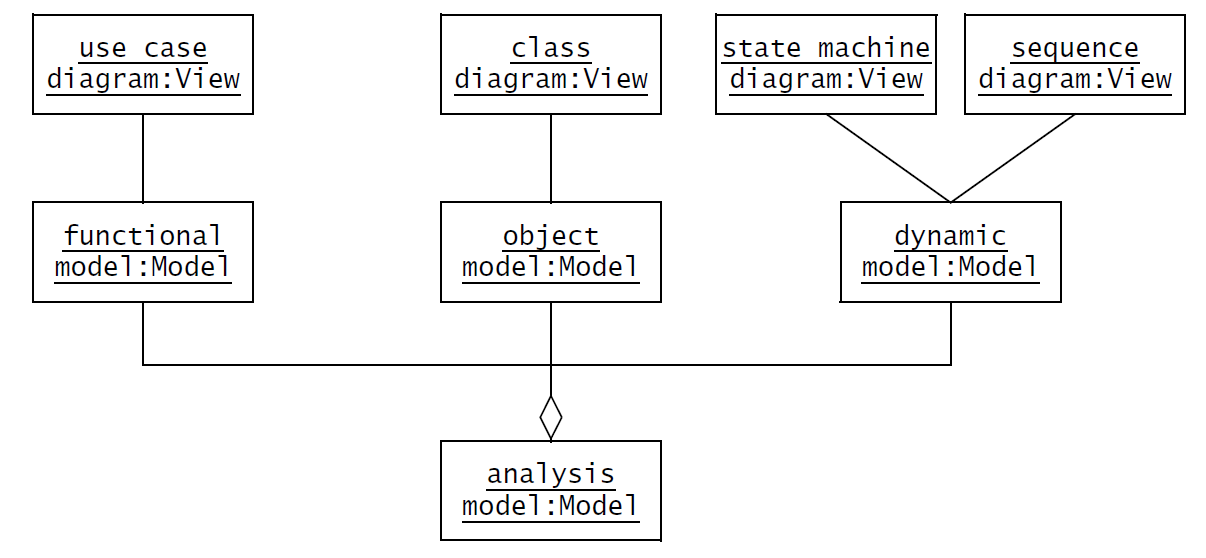 use case
diagram:View
class
diagram:View
state machine
diagram:View
sequence
diagram:View
functional
model:Model
object
model:Model
dynamic
model:Model
analysis
model:Model